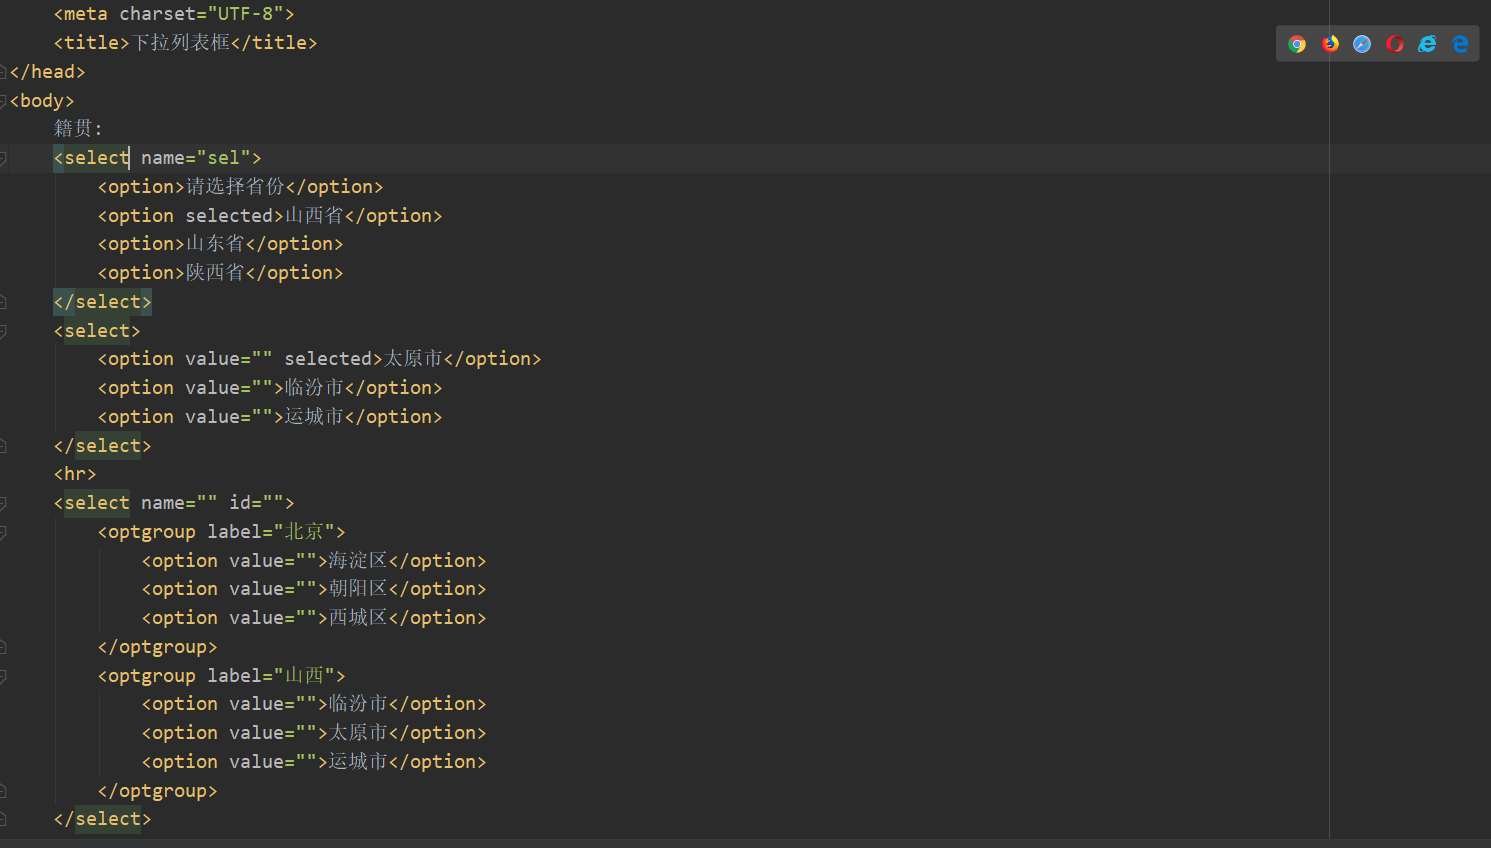 <meta charset="UTF-8">
<title>下拉列表框</title>
</head>
<body>
籍贯:
<select name="sel">
<option>请选择省份</option>
<option selected>山西省</option>
<option>山东省</option>
<option>陕西省</option>
</select>
<select>
<option value="" selected>太原市</option>
<option value="">临汾市</option>
<option value="">运城市</option>
</select>
<hr>
<select name="" id="">
<optgroup label="北京">
<option value="">海淀区</option>
<option value="">朝阳区</option>
<option value="">西城区</option>
</optgroup>
<optgroup label="山西">
<option value="">临汾市</option>
<option value="">太原市</option>
<option value="">运城市</option>
</optgroup>
</select>